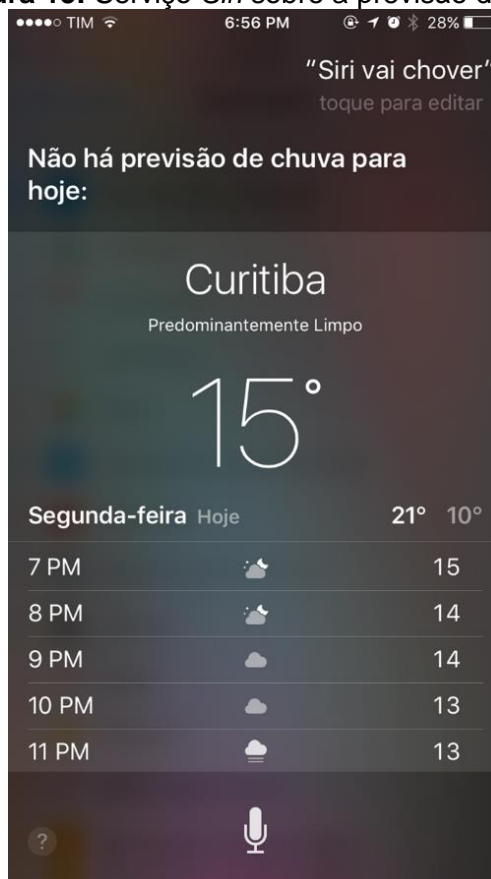 Serviço Siri sobre a previsão d
TIM 6:56 PM 28%
"Siri vai chover"
toque para editar
Não há previsão de chuva para
hoje:
Curitiba
Predominantemente Limpo
15°
Segunda-feira Hoje 21° 10°
7 PM 15
8 PM 14
9 PM 14
10 PM 13
11 PM 13
?